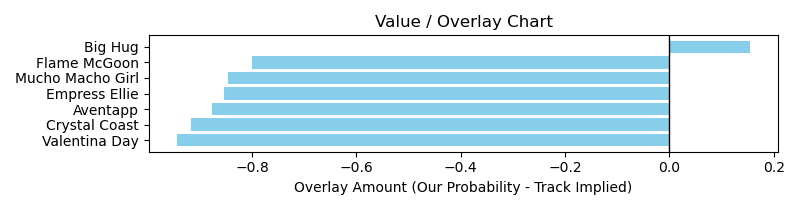 Value / Overlay Chart
Big Hug
Flame McGoon
Mucho Macho Girl
Empress Ellie
Aventapp
Crystal Coast
Valentina Day
−0.8 −0.6 −0.4 −0.2 0.0 0.2
Overlay Amount (Our Probability - Track Implied)